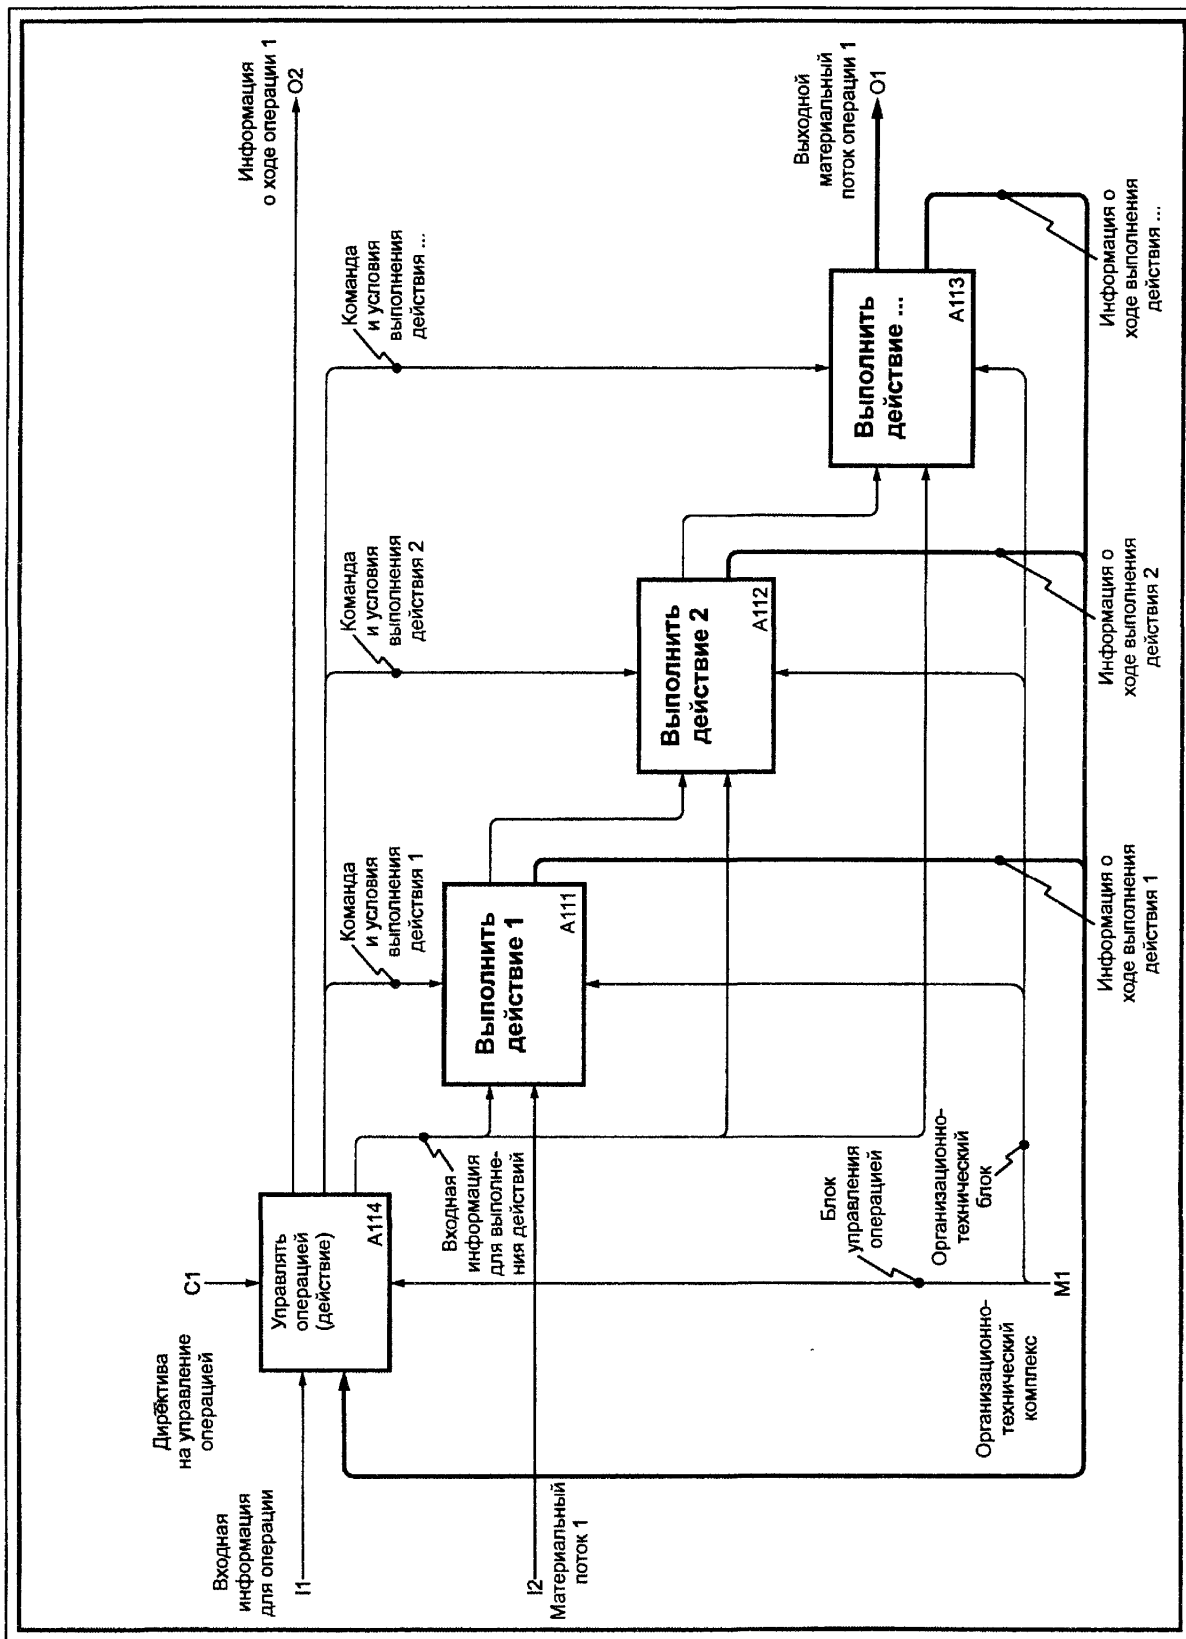 Входная
информация
для операции
I1
Директива
на управление
операцией
C1
Управлять
операцией
(действие)
A114
Информация
о ходе операции 1
O2
Команда
и условия
выполнения
действия 1
Команда
и условия
выполнения
действия 2
Команда
и условия
выполнения
действия ...
I2
Материальный
поток 1
Входная
информация
для выполне-
ния действий
Выполнить
действие 1
A111
Выполнить
действие 2
A112
Выполнить
действие ...
A113
Выходной
материальный
поток операции 1
O1
Блок
управления
операцией
Организационно-
технический
блок
Организационно-
технический
комплекс
M1
Информация о
ходе выполнения
действия 1
Информация о
ходе выполнения
действия 2
Информация о
ходе выполнения
действия ...